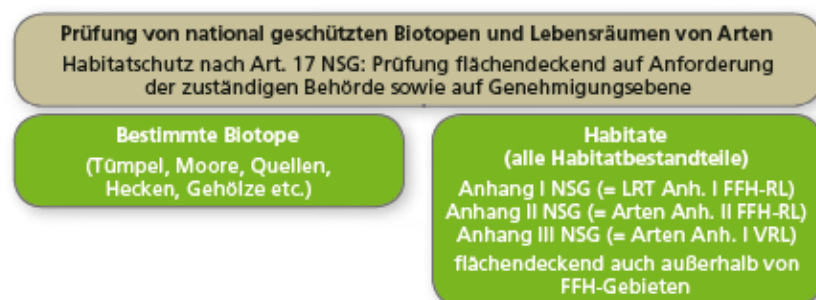 Prüfung von national geschützten Biotopen und Lebensräumen von Arten
Habitatschutz nach Art. 17 NSG: Prüfung flächendeckend auf Anforderung
der zuständigen Behörde sowie auf Genehmigungsebene
Bestimmte Biotope
(Tümpel, Moore, Quellen,
Hecken, Gehölze etc.)
Habitate
(alle Habitatbestandteile)
Anhang I NSG (= LRT Anh. I FFH-RL)
Anhang II NSG (= Arten Anh. II FFH-RL)
Anhang III NSG (= Arten Anh. I VRL)
flächendeckend auch außerhalb von
FFH-Gebieten